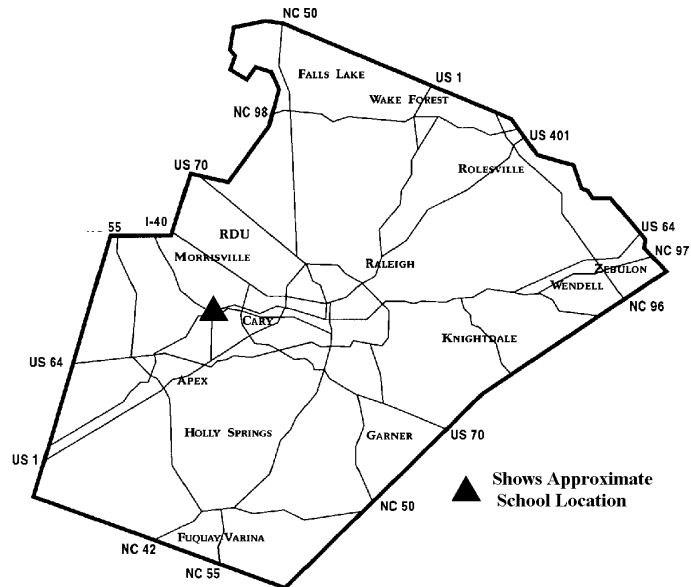 NC 50
FALLS LAKE
US 1
WAKE FOREST
NC 98
US 401
US 70
ROLESVILLE
55
I-40
RDU
MORRISVILLE
RALEIGH
US 64
NC 97
ZEBULON
WENDELL
NC 96
CARY
KNIGHTDALE
US 64
APEX
HOLLY SPRINGS
GARNER
US 70
US 1
Shows Approximate
School Location
NC 50
FUQUAY VARINA
NC 42
NC 55